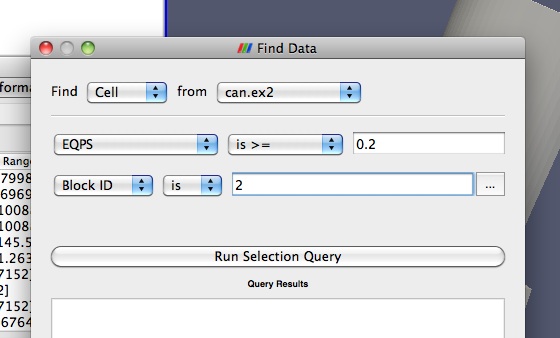 Find Data
Find Cell from can.ex2
forma
EQPS is >= 0.2
Rang
7998
Block ID is 2 ...
6969
1008
1008
145.5
1.263
Run Selection Query
7152]
Query Results
2]
7152]
6764